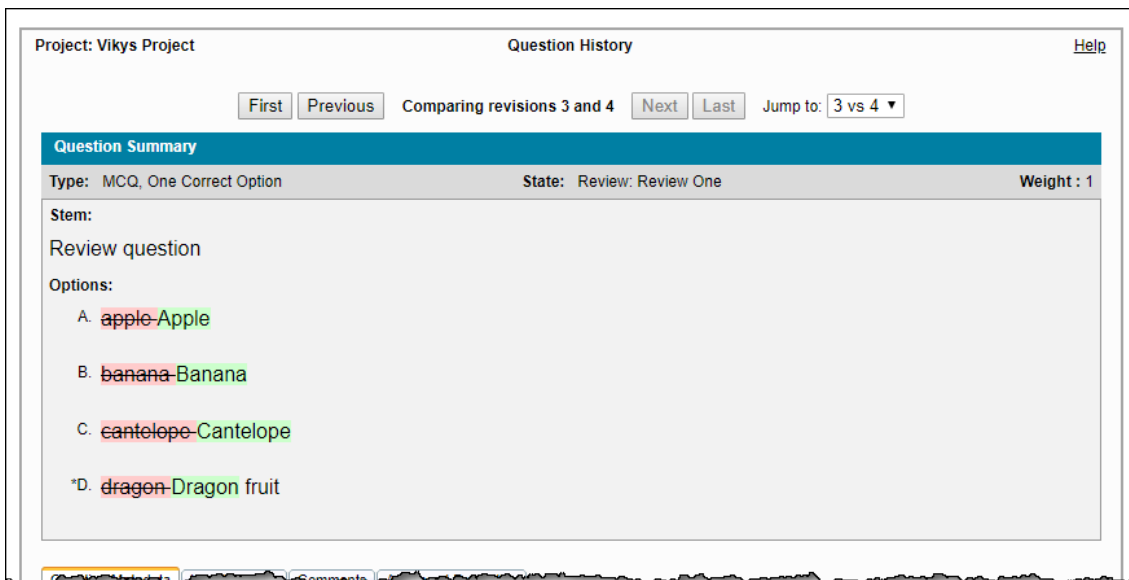 Project: Vikys Project Question History Help
First Previous Comparing revisions 3 and 4 Next Last Jump to: 3 vs 4
Question Summary
Type: MCQ, One Correct Option State: Review: Review One Weight : 1
Stem:
Review question
Options:
A. apple Apple
B. banana Banana
C. cantelope Cantelope
*D. dragon Dragon fruit
Comments